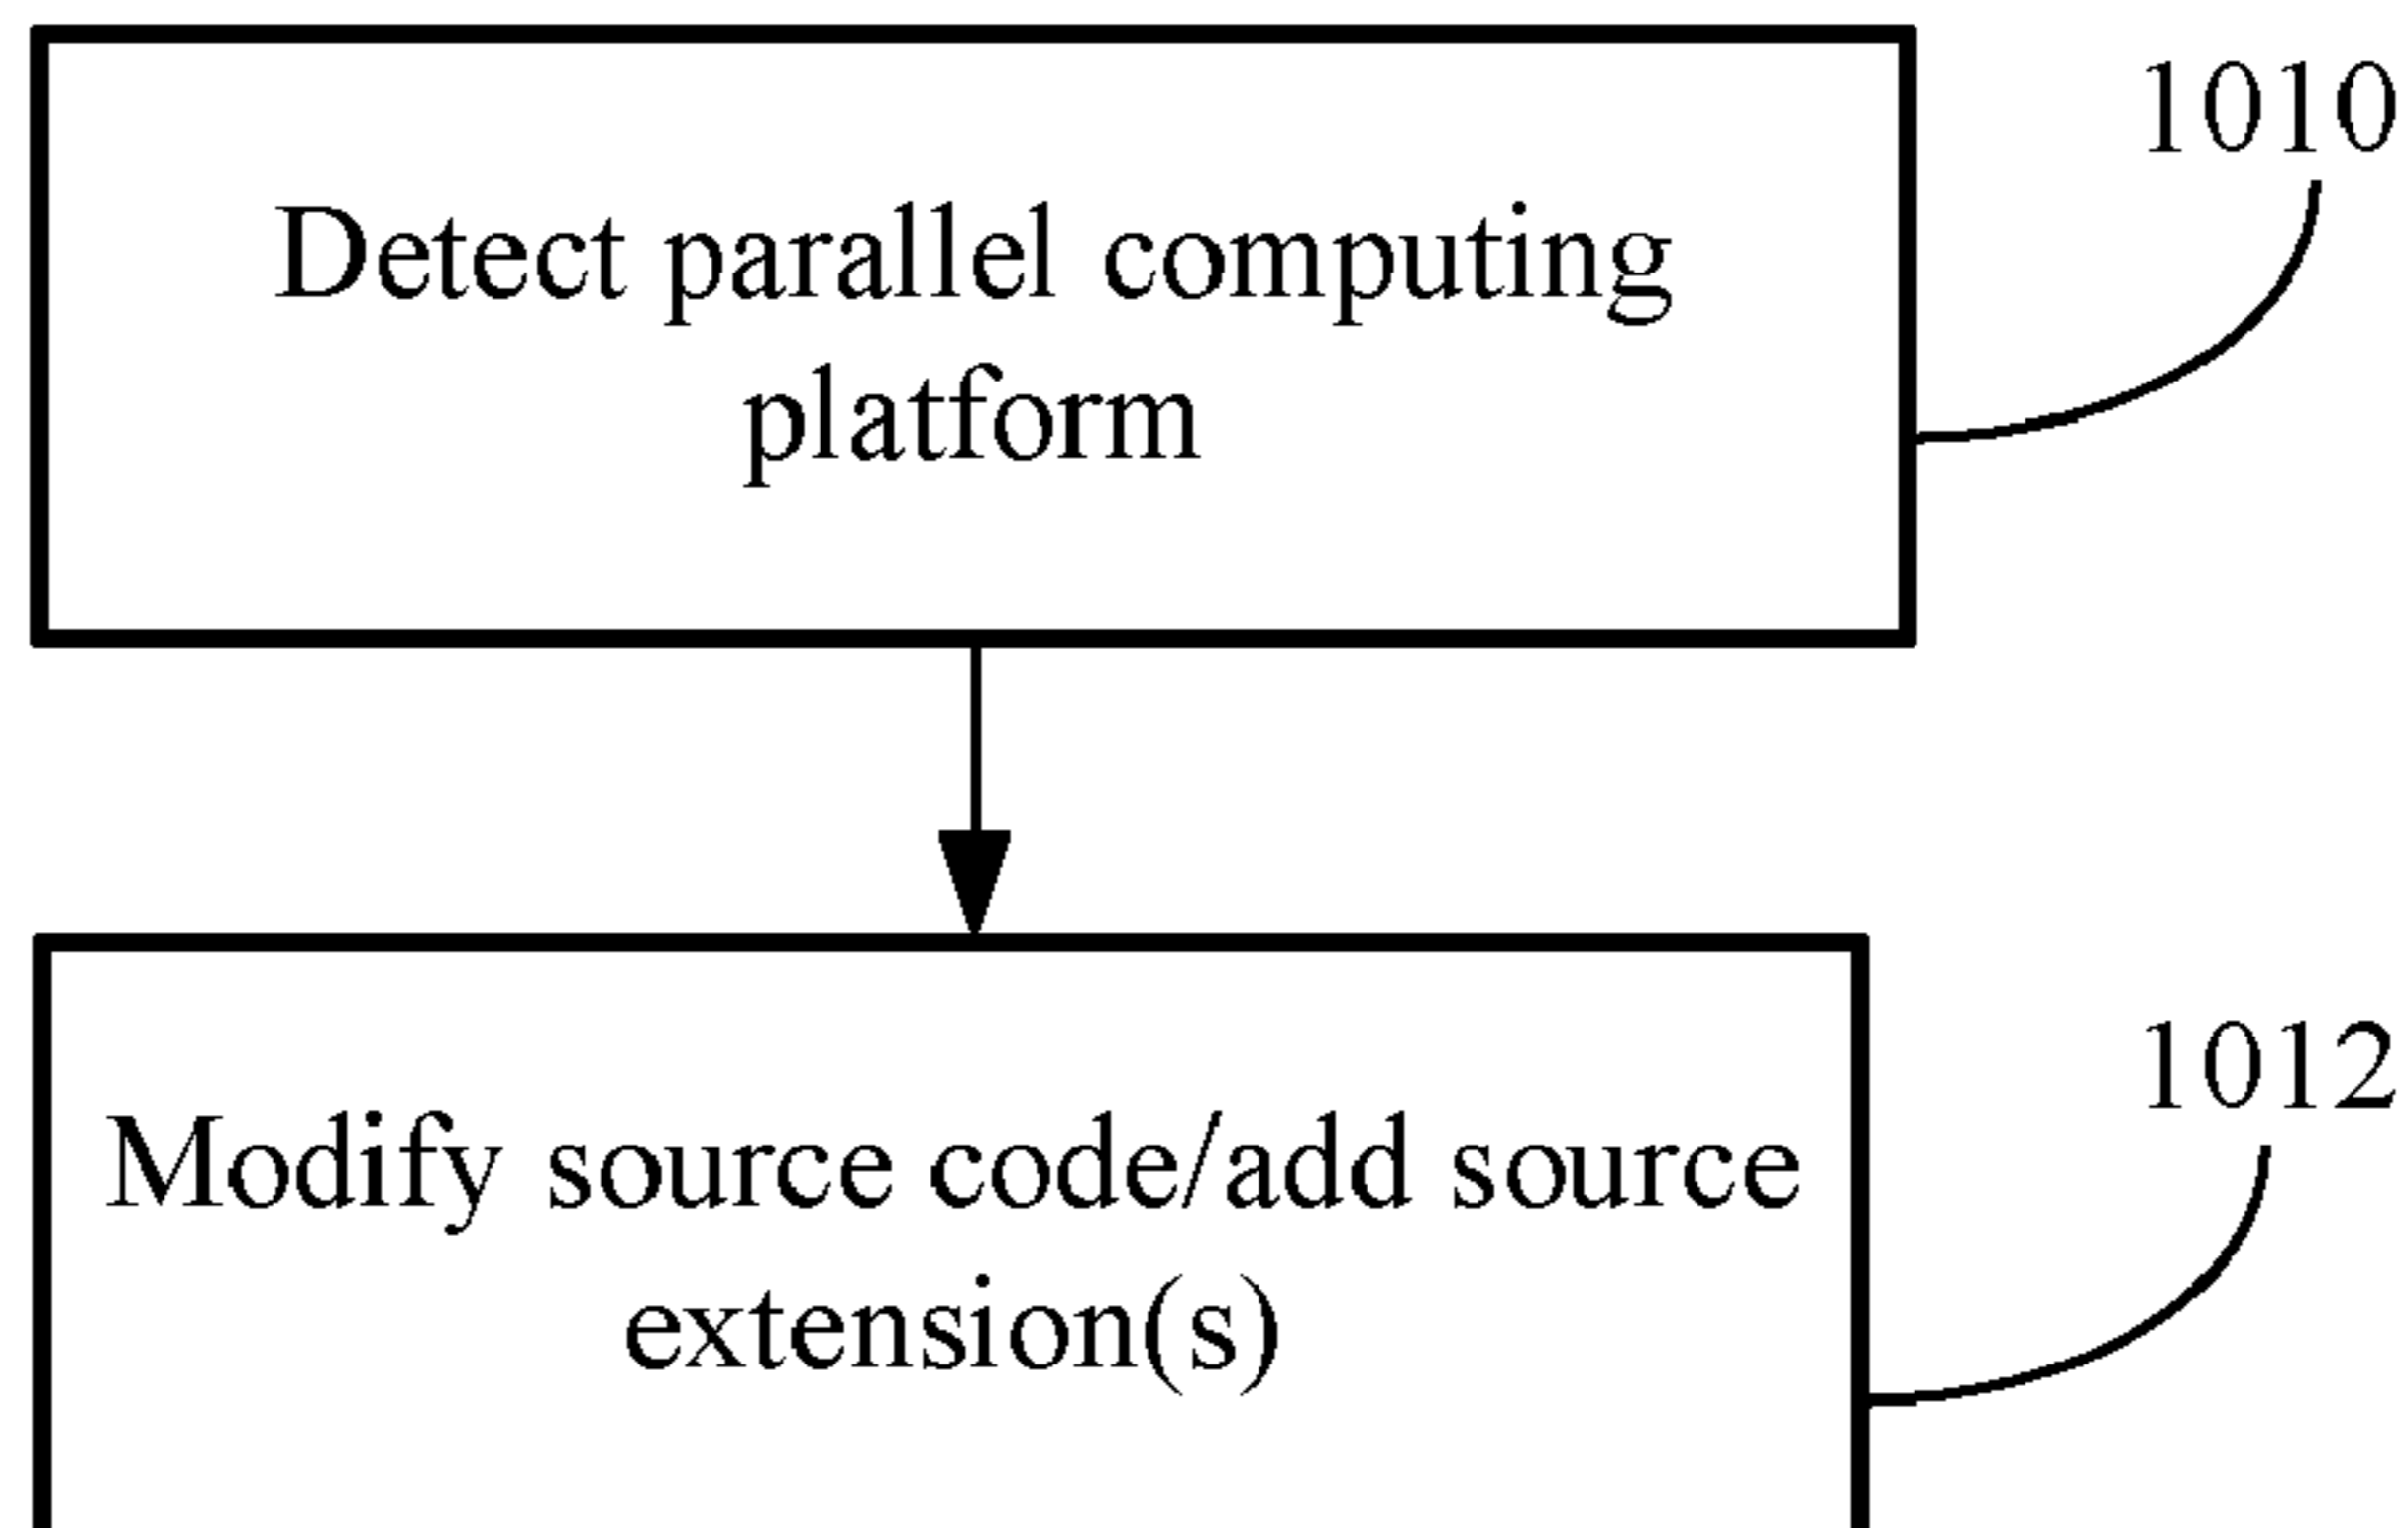 1010
Detect parallel computing
platform
1012
Modify source code/add source
extension(s)